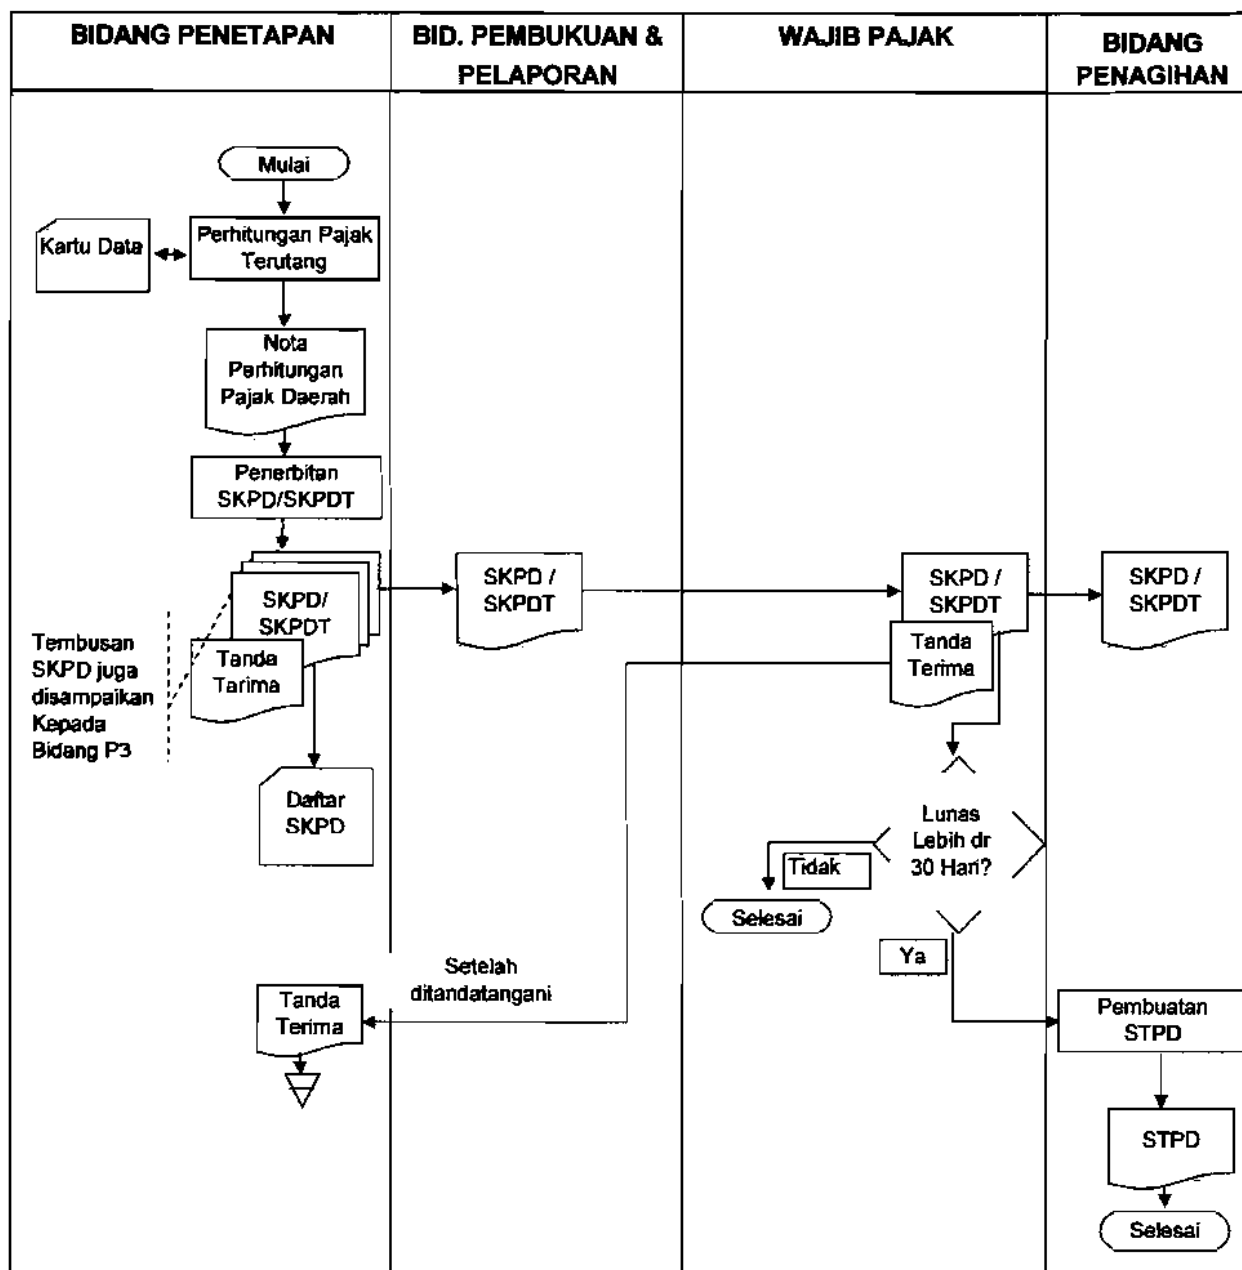 BIDANG PENETAPAN
BID. PEMBUKUAN &
PELAPORAN
WAJIB PAJAK
BIDANG
PENAGIHAN
Mulai
Kartu Data
Perhitungan Pajak
Terutang
Nota
Perhitungan
Pajak Daerah
Penerbitan
SKPD/SKPDT
SKPD/
SKPDT
Tanda
Tarima
SKPD /
SKPDT
SKPD /
SKPDT
Tanda
Terima
SKPD /
SKPDT
Tembusan
SKPD juga
disampaikan
Kepada
Bidang P3
Daftar
SKPD
Lunas
Lebih dr
30 Hari?
Tidak
Selesai
Ya
Setelah
ditandatangani
Tanda
Terima
Pembuatan
STPD
STPD
Selesai